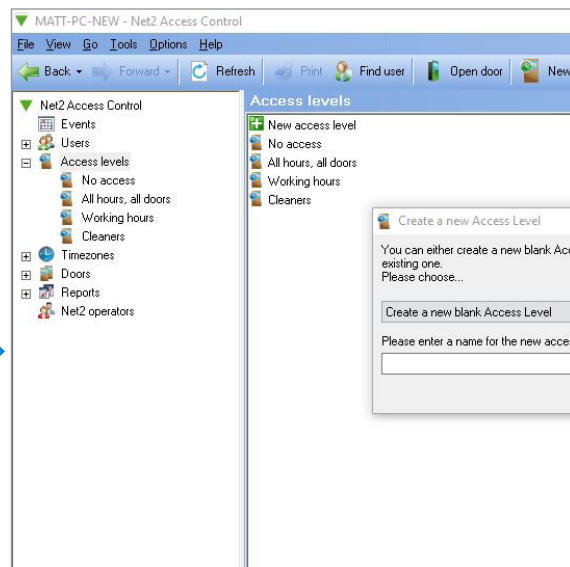 MATT-PC-NEW - Net2 Access Control
File View Go Tools Options Help
Back Forward Refresh Print Find user Open door New
Net2 Access Control
Events
Users
Access levels
No access
All hours, all doors
Working hours
Cleaners
Timezones
Doors
Reports
Net2 operators
Access levels
New access level
No access
All hours, all doors
Working hours
Cleaners
Create a new Access Level
You can either create a new blank Acc
existing one.
Please choose...
Create a new blank Access Level
Please enter a name for the new acce